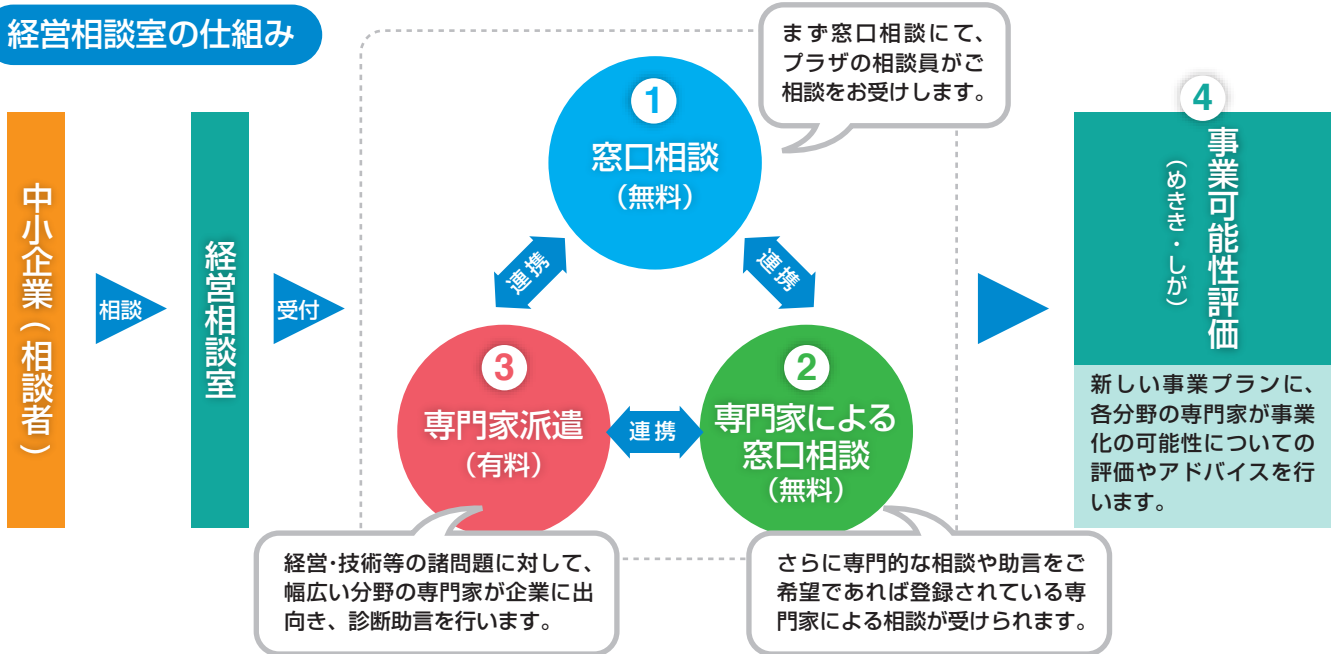 経営相談室の仕組み
中小企業(相談者)
相談
経営相談室
受付
まず窓口相談にて、
プラザの相談員がご
相談をお受けします。
1
窓口相談
(無料)
連携
連携
3
専門家派遣
(有料)
連携
2
専門家による
窓口相談
(無料)
経営・技術等の諸問題に対して、
幅広い分野の専門家が企業に出
向き、診断助言を行います。
さらに専門的な相談や助言をご
希望であれば登録されている専
門家による相談が受けられます。
4
事業可能性評価
(めきき・しが)
新しい事業プランに、
各分野の専門家が事業
化の可能性についての
評価やアドバイスを行
います。